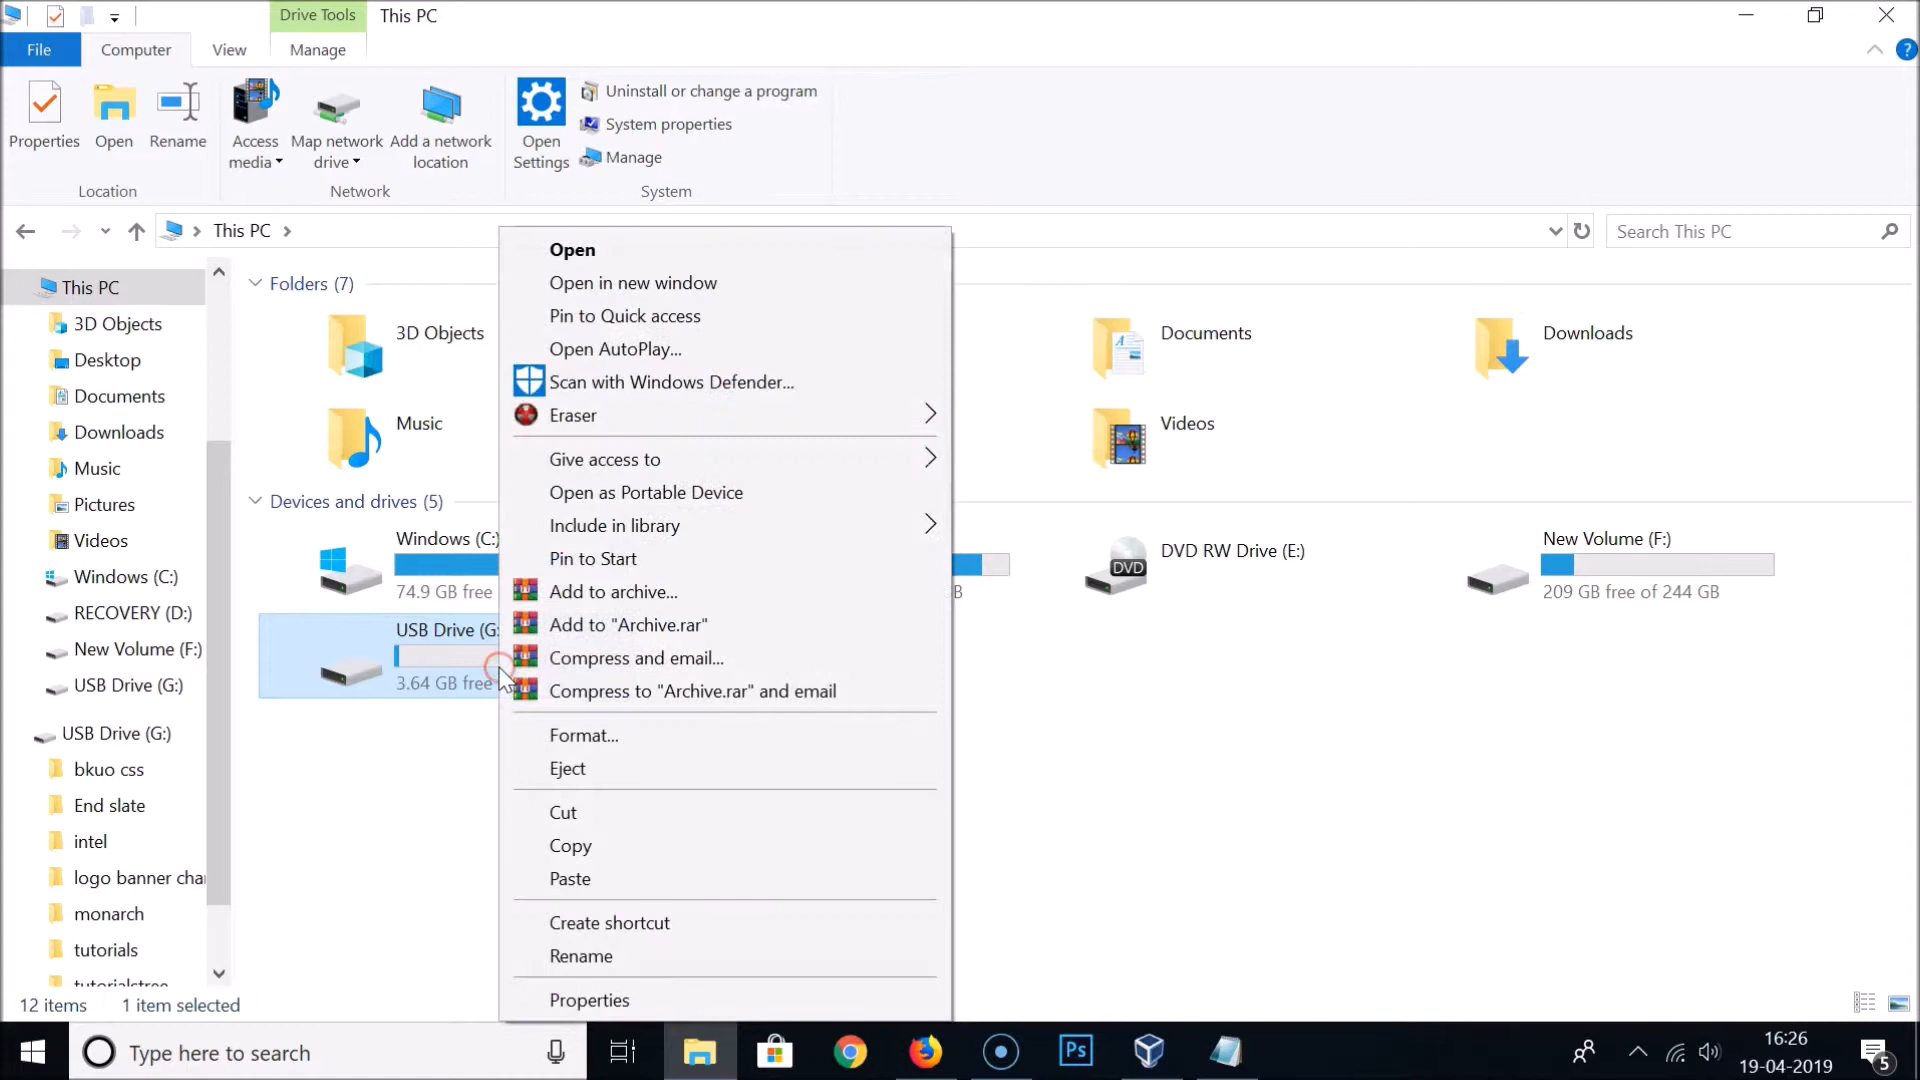 Drive Tools
This PC
File
Computer
View
Manage
Properties
Open
Rename
Access media
Map network drive
Add a network location
Open Settings
Uninstall or change a program
System properties
Manage
Location
Network
System
This PC
Search This PC
This PC
3D Objects
Desktop
Documents
Downloads
Music
Pictures
Videos
Windows (C:)
RECOVERY (D:)
New Volume (F:)
USB Drive (G:)
USB Drive (G:)
bkuo css
End slate
intel
logo banner cha
monarch
tutorials
tutorialstree
Folders (7)
3D Objects
Documents
Downloads
Music
Videos
Devices and drives (5)
Windows (C:)
74.9 GB free
DVD RW Drive (E:)
DVD
New Volume (F:)
209 GB free of 244 GB
USB Drive (G:
3.64 GB free
Open
Open in new window
Pin to Quick access
Open AutoPlay...
Scan with Windows Defender...
Eraser
Give access to
Open as Portable Device
Include in library
Pin to Start
Add to archive...
Add to "Archive.rar"
Compress and email...
Compress to "Archive.rar" and email
Format...
Eject
Cut
Copy
Paste
Create shortcut
Rename
Properties
12 items
1 item selected
Type here to search
Ps
16:26
19-04-2019
5